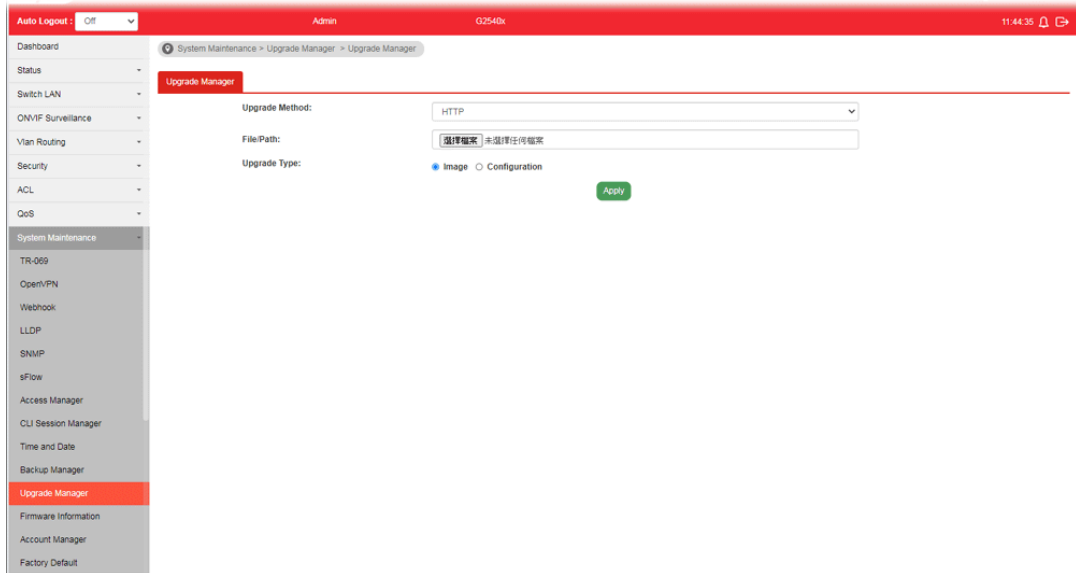 Auto Logout : Off Admin G2540x 11:44:35
Dashboard
Status
Switch LAN
ONVIF Surveillance
Vlan Routing
Security
ACL
QoS
System Maintenance
TR-069
OpenVPN
Webhook
LLDP
SNMP
sFlow
Access Manager
CLI Session Manager
Time and Date
Backup Manager
Upgrade Manager
Firmware Information
Account Manager
Factory Default
System Maintenance > Upgrade Manager > Upgrade Manager
Upgrade Manager
Upgrade Method: HTTP
File/Path: 選擇檔案 未選擇任何檔案
Upgrade Type: Image Configuration
Apply